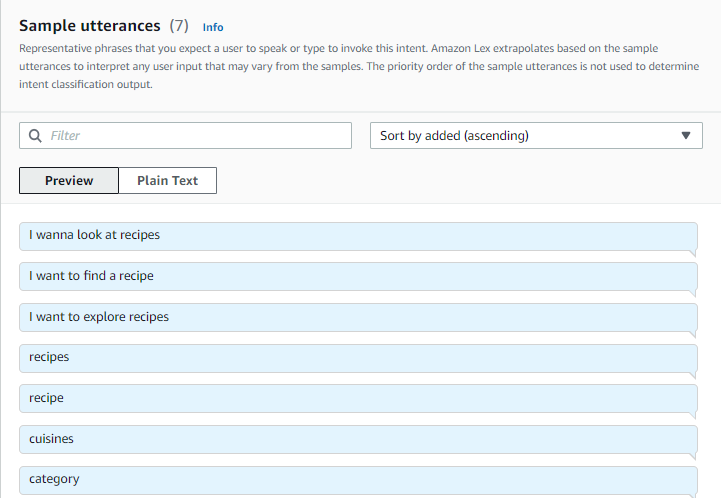 Sample utterances (7) Info
Representative phrases that you expect a user to speak or type to invoke this intent. Amazon Lex extrapolates based on the sample
utterances to interpret any user input that may vary from the samples. The priority order of the sample utterances is not used to determine
intent classification output.
Filter
Sort by added (ascending)
Preview
Plain Text
I wanna look at recipes
I want to find a recipe
I want to explore recipes
recipes
recipe
cuisines
category